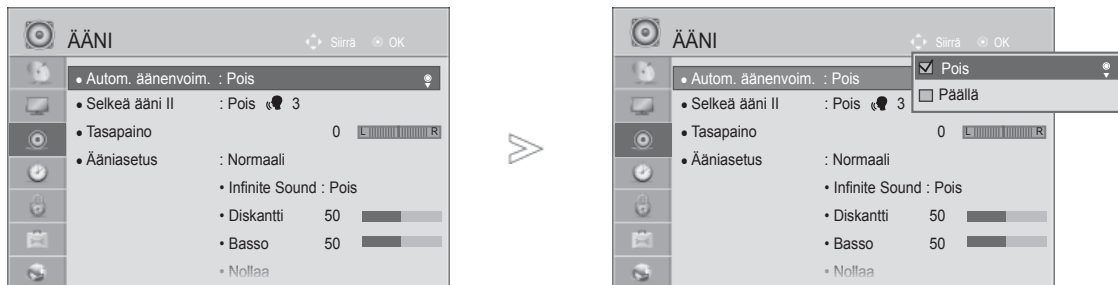 ÄÄNI
Siirrä OK
• Autom. äänenvoim. : Pois
• Selkeä ääni II : Pois 3
• Tasapaino 0 L R
• Ääniasetus : Normaali
• Infinite Sound : Pois
• Diskantti 50
• Basso 50
• Nollaa
ÄÄNI
Siirrä OK
• Autom. äänenvoim. : Pois
• Selkeä ääni II : Pois 3
• Tasapaino 0 L R
• Ääniasetus : Normaali
• Infinite Sound : Pois
• Diskantti 50
• Basso 50
• Nollaa
Pois
Päällä